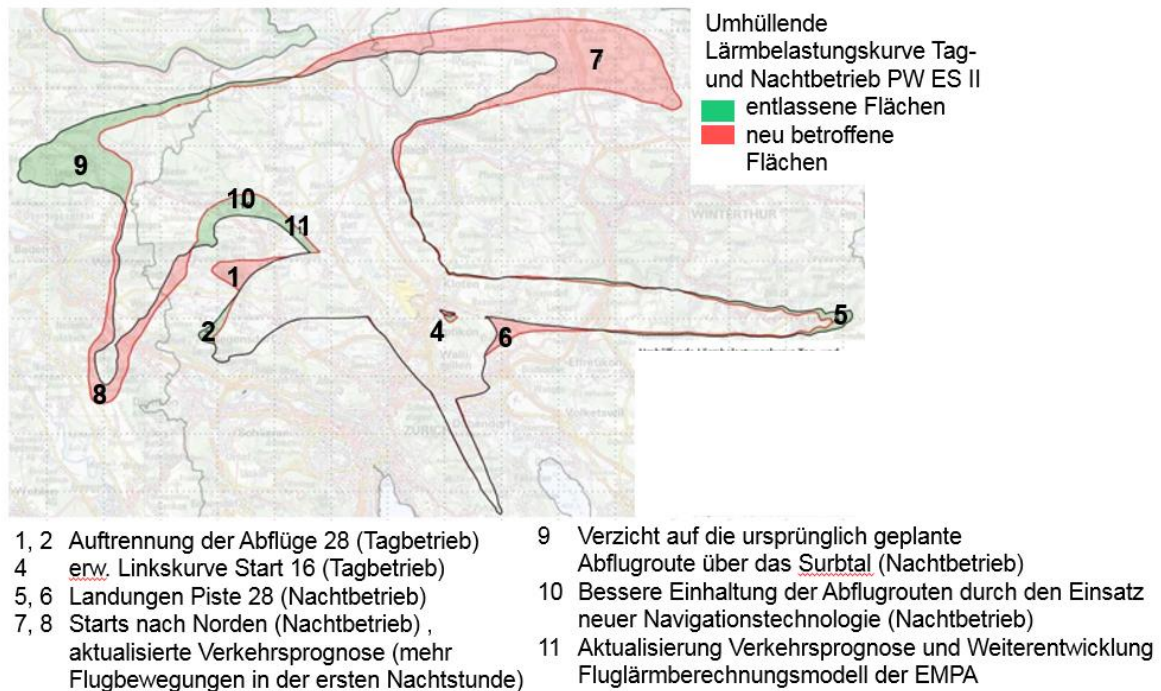 Umhüllende
Lärmbelastungskurve Tag-
und Nachtbetrieb PW ES II
entlassene Flächen
neu betroffene
Flächen
7
9
10
11
1
2
4
6
5
8
WINTERTHUR
ZÜRICH
Volketswil
1, 2 Auftrennung der Abflüge 28 (Tagbetrieb)
4 erw. Linkskurve Start 16 (Tagbetrieb)
5, 6 Landungen Piste 28 (Nachtbetrieb)
7, 8 Starts nach Norden (Nachtbetrieb) ,
aktualisierte Verkehrsprognose (mehr
Flugbewegungen in der ersten Nachtstunde)
9 Verzicht auf die ursprünglich geplante
Abflugroute über das Surbtal (Nachtbetrieb)
10 Bessere Einhaltung der Abflugrouten durch den Einsatz
neuer Navigationstechnologie (Nachtbetrieb)
11 Aktualisierung Verkehrsprognose und Weiterentwicklung
Fluglärmberechnungsmodell der EMPA